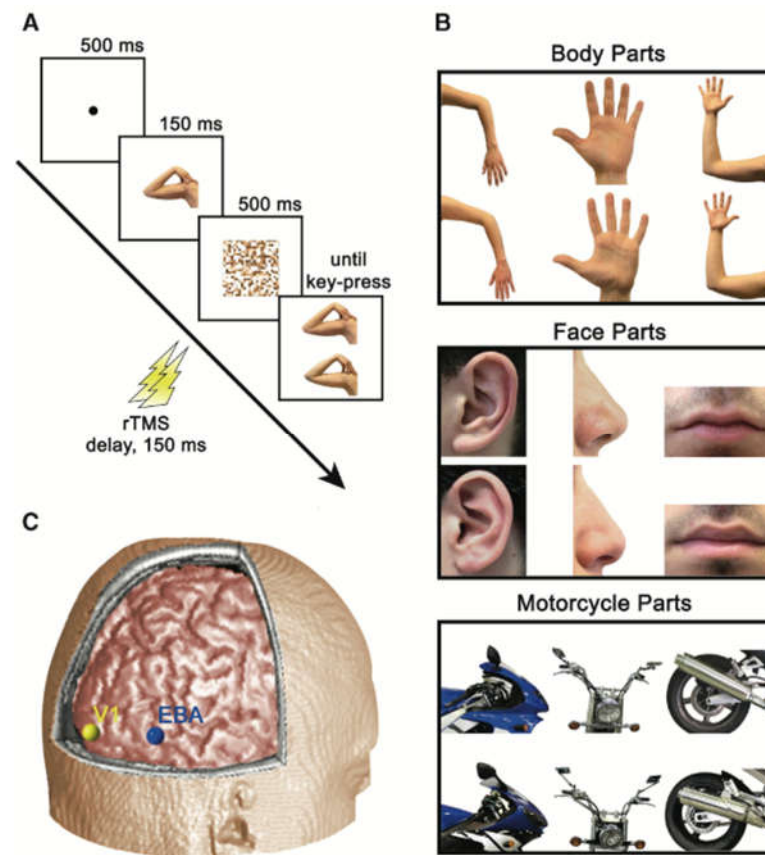 A
500 ms
150 ms
500 ms
until
key-press
rTMS
delay, 150 ms
B
Body Parts
Face Parts
Motorcycle Parts
C
V1
EBA